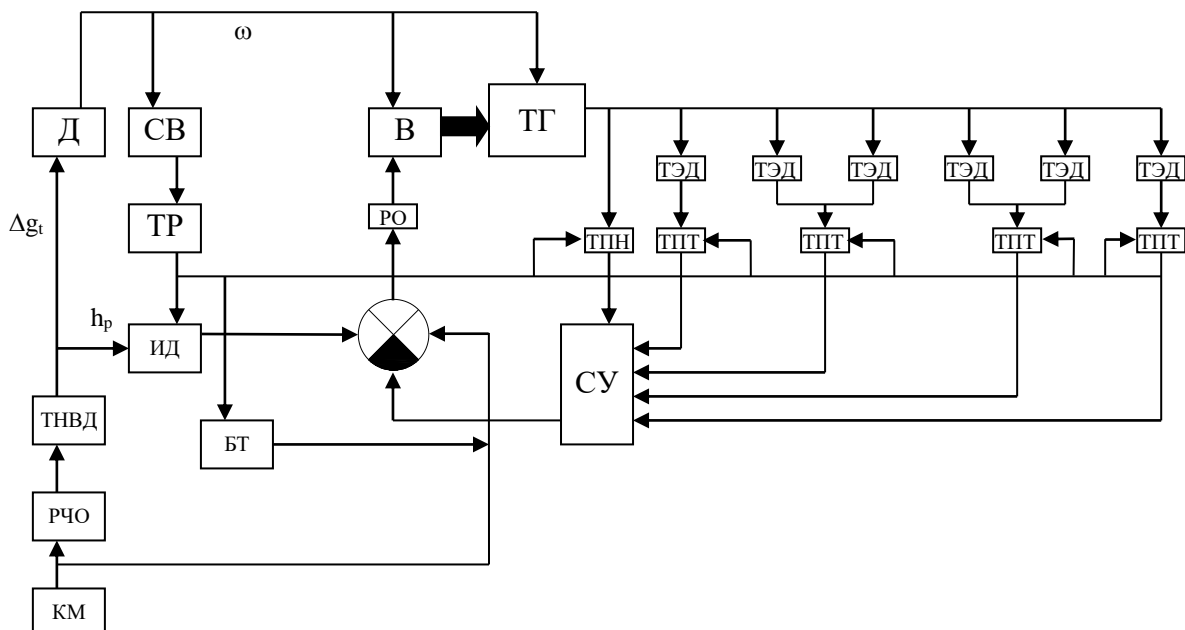 ω
Д
СВ
В
ТГ
ТЭД
ТЭД
ТЭД
ТЭД
ТЭД
ТЭД
Δgt
ТР
РО
ТПН
ТПТ
ТПТ
ТПТ
ТПТ
hp
ИД
СУ
ТНВД
БТ
РЧО
КМ